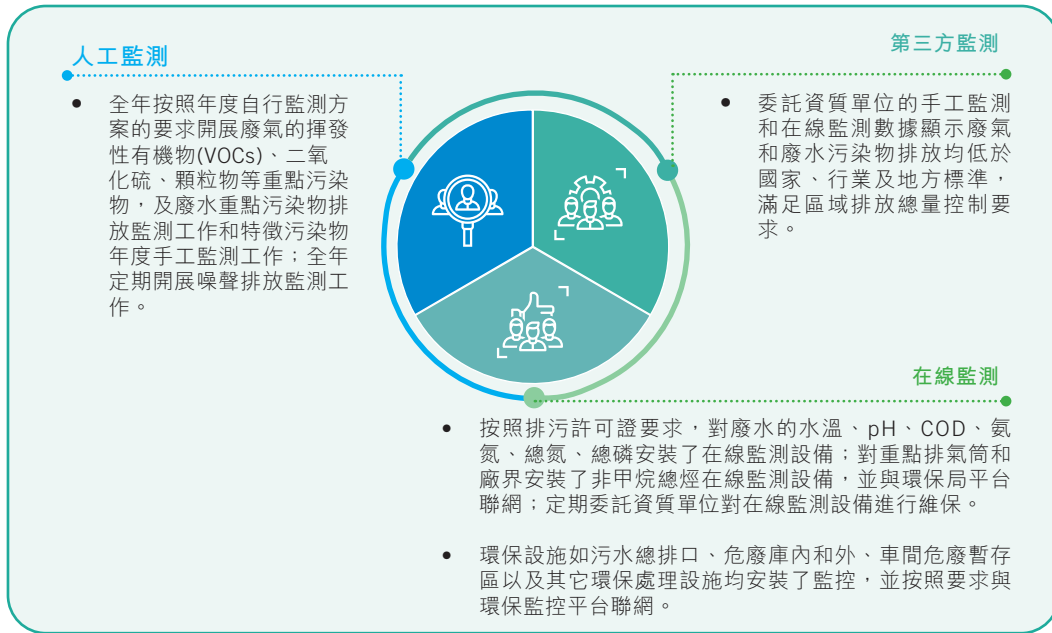 人工監測
• 全年按照年度自行監測方
案的要求開展廢氣的揮發
性有機物(VOCs)、二氧
化硫、顆粒物等重點污染
物，及廢水重點污染物排
放監測工作和特徵污染物
年度手工監測工作；全年
定期開展噪聲排放監測工
作。
第三方監測
• 委託資質單位的手工監測
和在線監測數據顯示廢氣
和廢水污染物排放均低於
國家、行業及地方標準，
滿足區域排放總量控制要
求。
在線監測
• 按照排污許可證要求，對廢水的水溫、pH、COD、氨
氮、總氮、總磷安裝了在線監測設備；對重點排氣筒和
廠界安裝了非甲烷總烴在線監測設備，並與環保局平台
聯網；定期委託資質單位對在線監測設備進行維保。
• 環保設施如污水總排口、危廢庫內和外、車間危廢暫存
區以及其它環保處理設施均安裝了監控，並按照要求與
環保監控平台聯網。